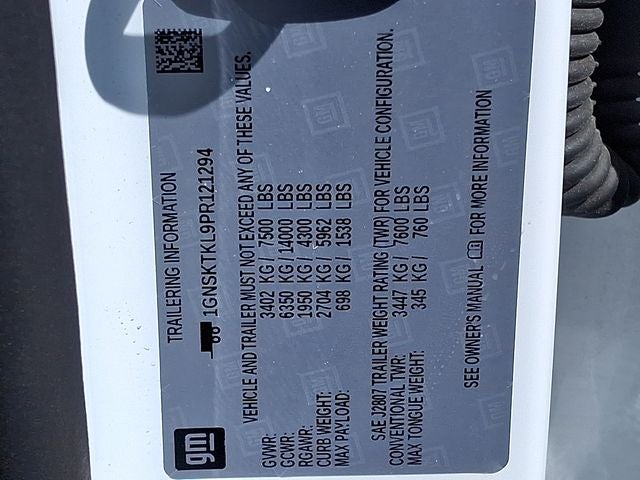 gm
TRAILERING INFORMATION
1GNSKTKL9PR121294
VEHICLE AND TRAILER MUST NOT EXCEED ANY OF THESE VALUES.
GVWR: 3402 KG / 7500 LBS
GCWR: 6350 KG / 14000 LBS
RGAWR: 1950 KG / 4300 LBS
CURB WEIGHT: 2704 KG / 5962 LBS
MAX PAYLOAD: 698 KG / 1538 LBS
SAE J2807 TRAILER WEIGHT RATING (TWR) FOR VEHICLE CONFIGURATION.
CONVENTIONAL TWR: 3447 KG / 7600 LBS
MAX TONGUE WEIGHT: 345 KG / 760 LBS
SEE OWNER'S MANUAL FOR MORE INFORMATION